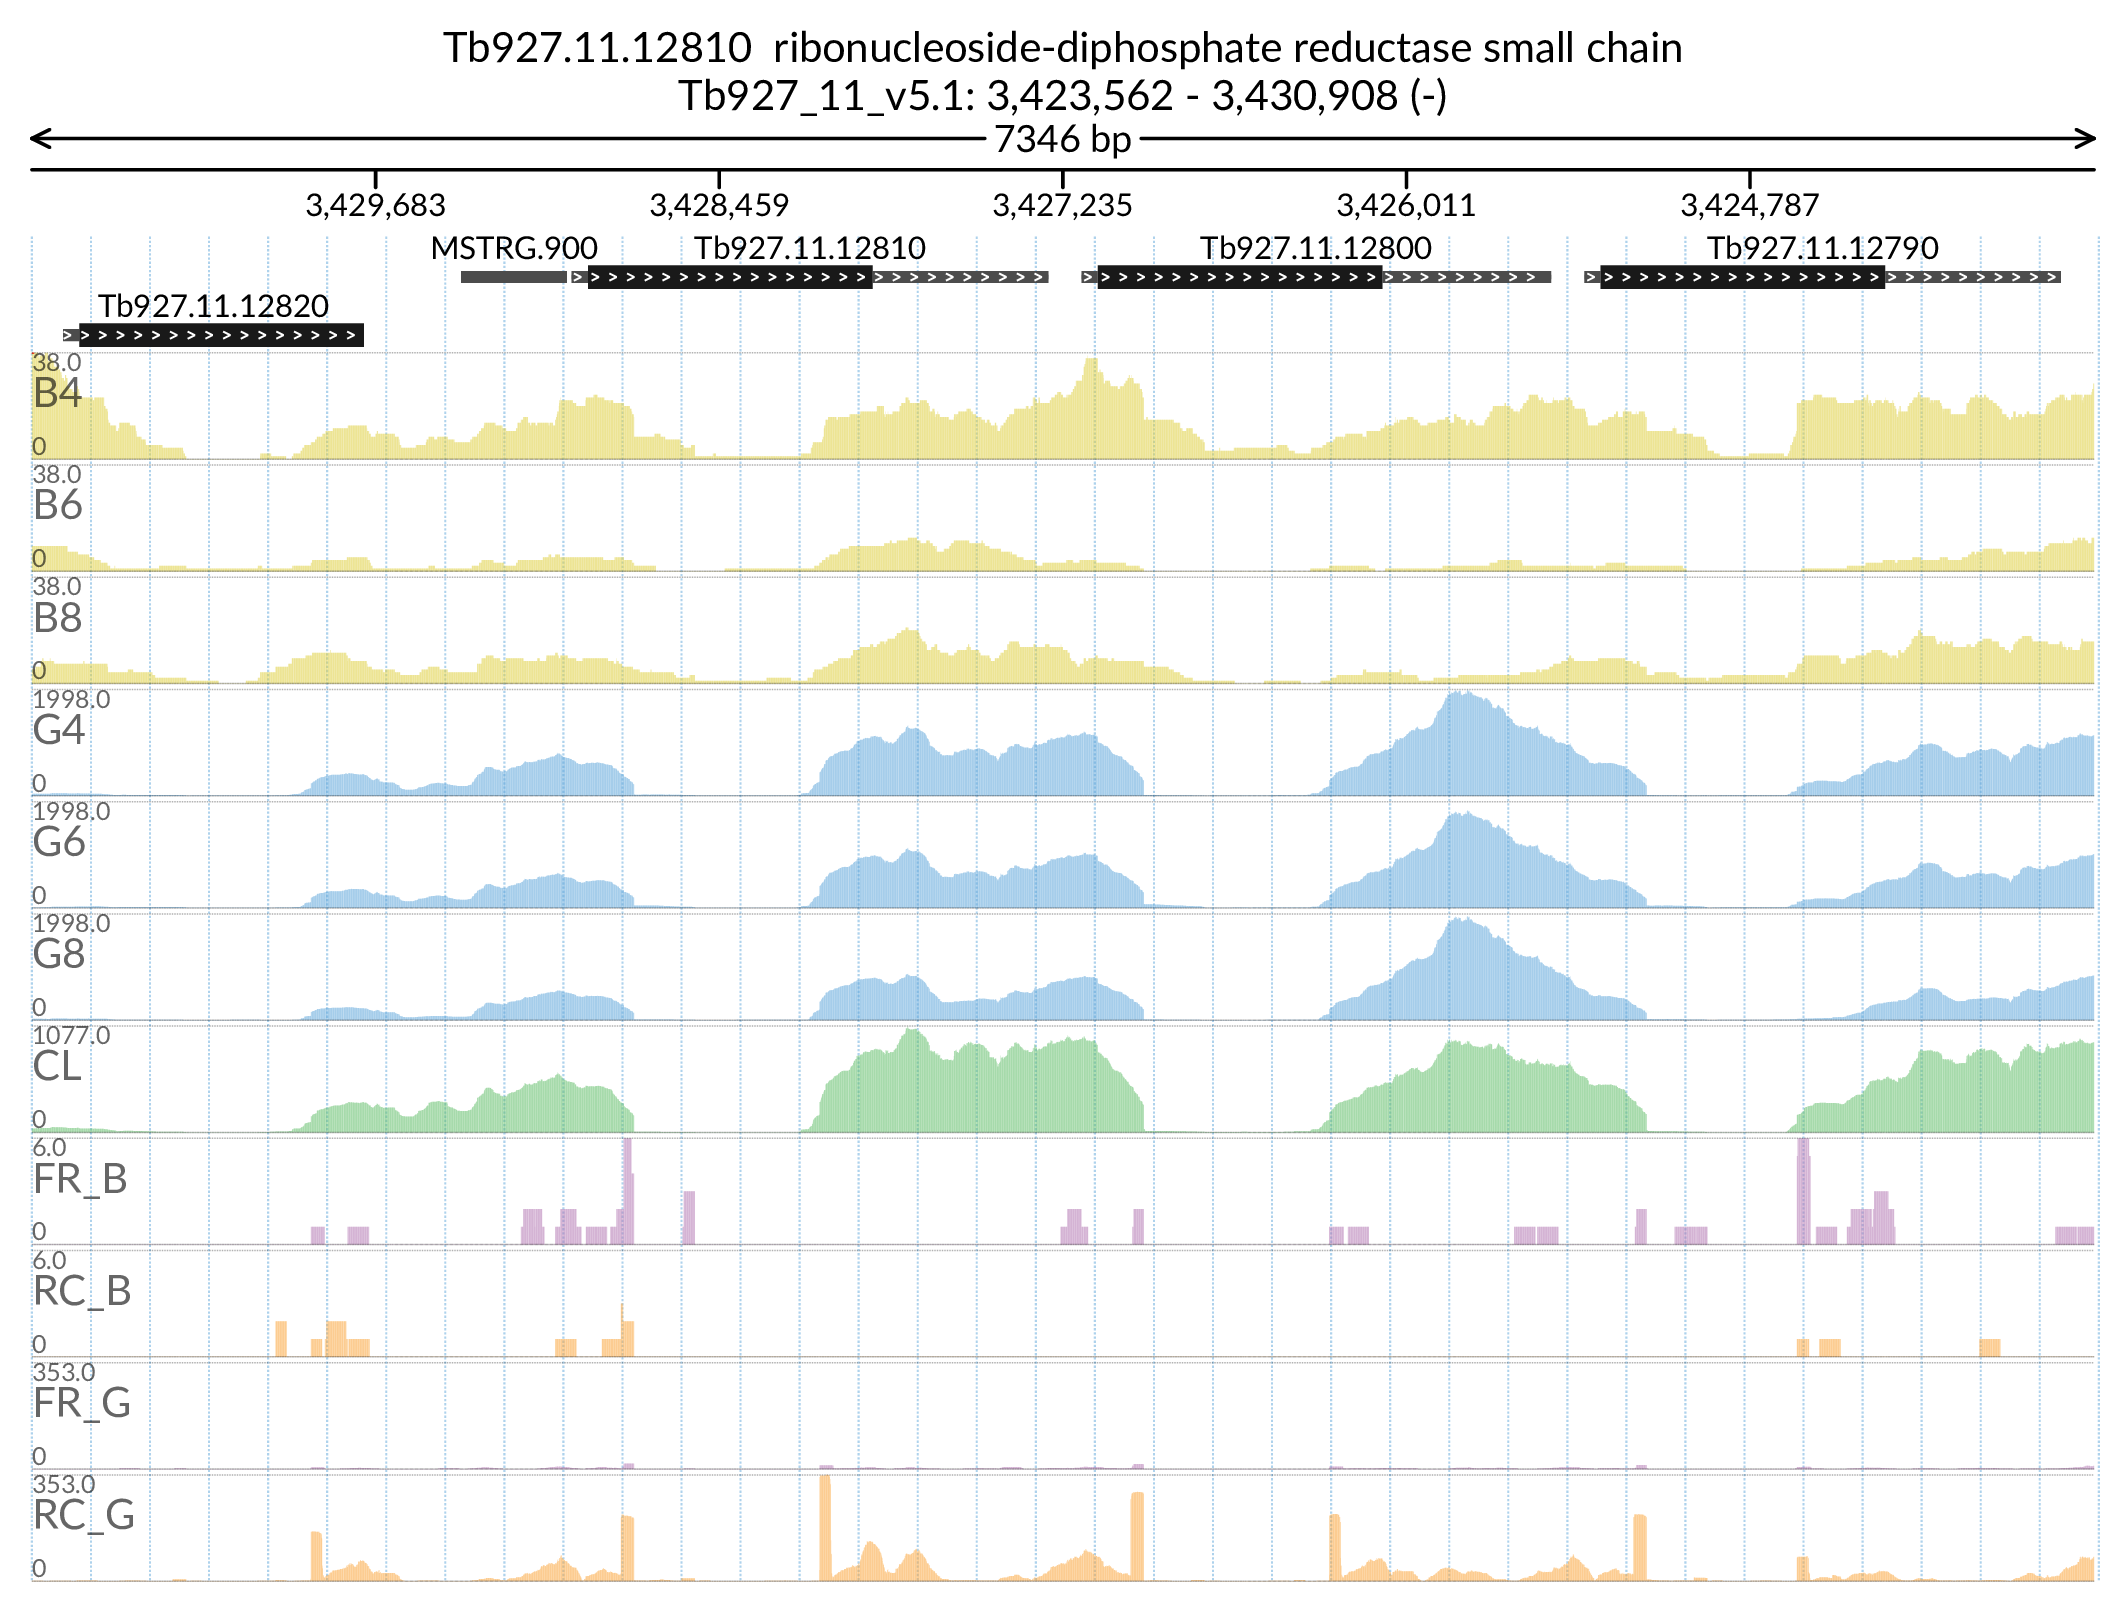 Tb927.11.12810 ribonucleoside-diphosphate reductase small chain
Tb927_11_v5.1: 3,423,562 - 3,430,908 (-)
7346 bp
3,429,683 3,428,459 3,427,235 3,426,011 3,424,787
MSTRG.900 Tb927.11.12810 Tb927.11.12800 Tb927.11.12790
Tb927.11.12820
38.0
B4
0
38.0
B6
0
38.0
B8
0
1998.0
G4
0
1998.0
G6
0
1998.0
G8
0
1077.0
CL
0
6.0
FR_B
0
6.0
RC_B
0
353.0
FR_G
0
353.0
RC_G
0